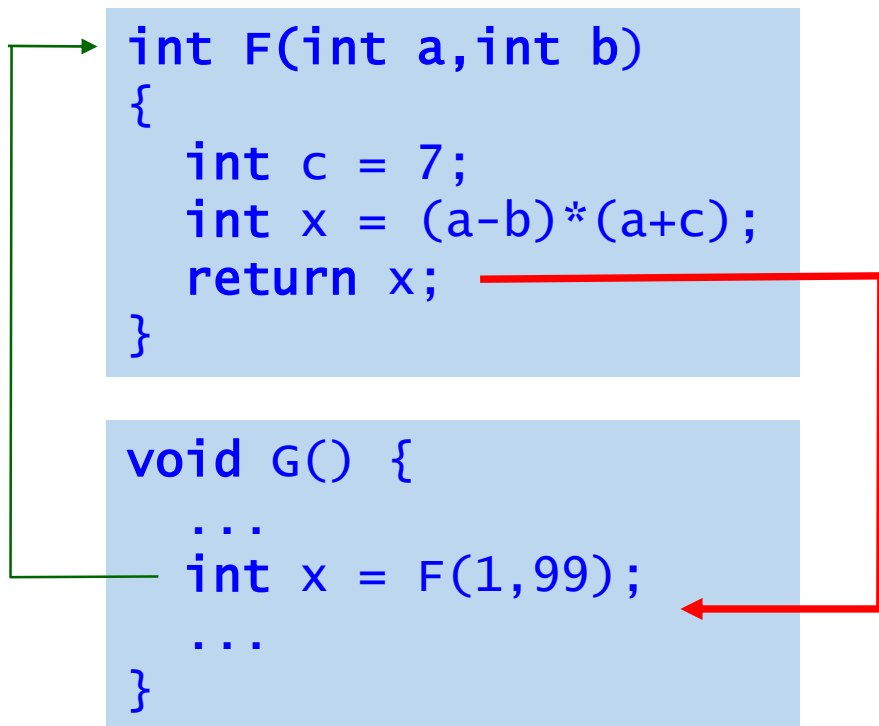 int F(int a,int b)
{
int c = 7;
int x = (a-b)*(a+c);
return x;
}
void G() {
...
int x = F(1,99);
...
}